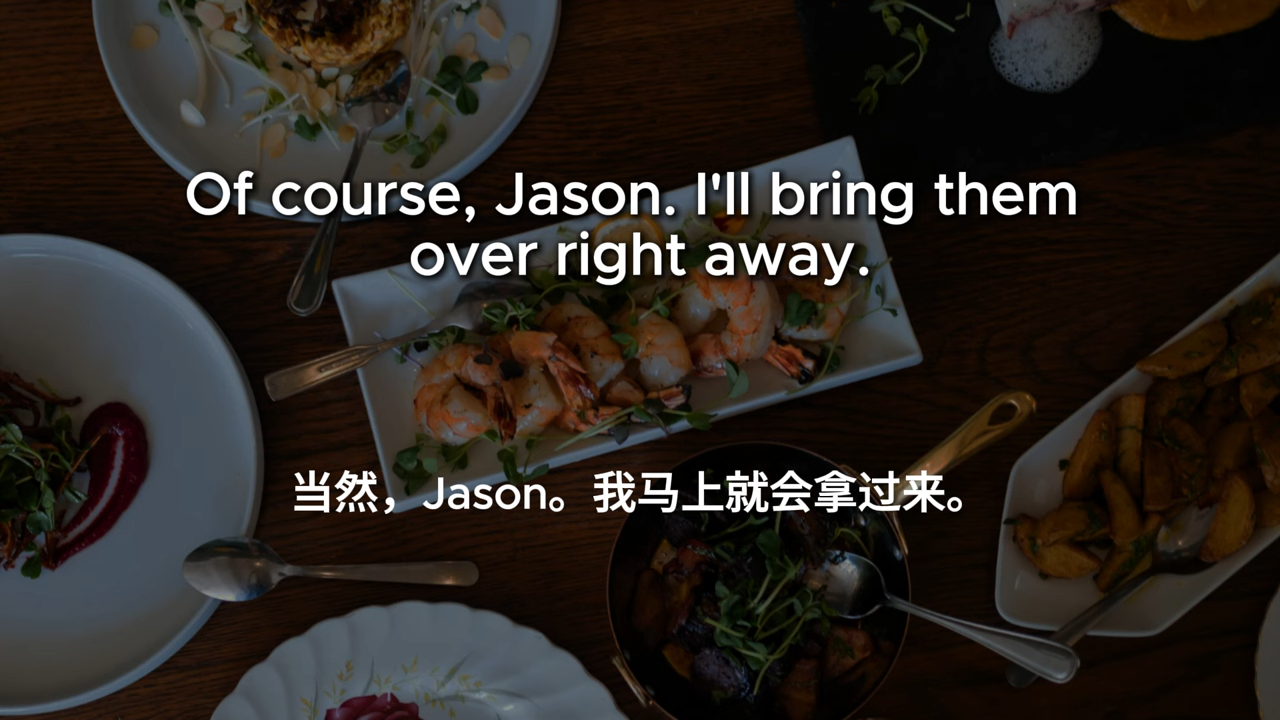 Of course, Jason. I'll bring them
over right away.
当然，Jason。我马上就会拿过来。